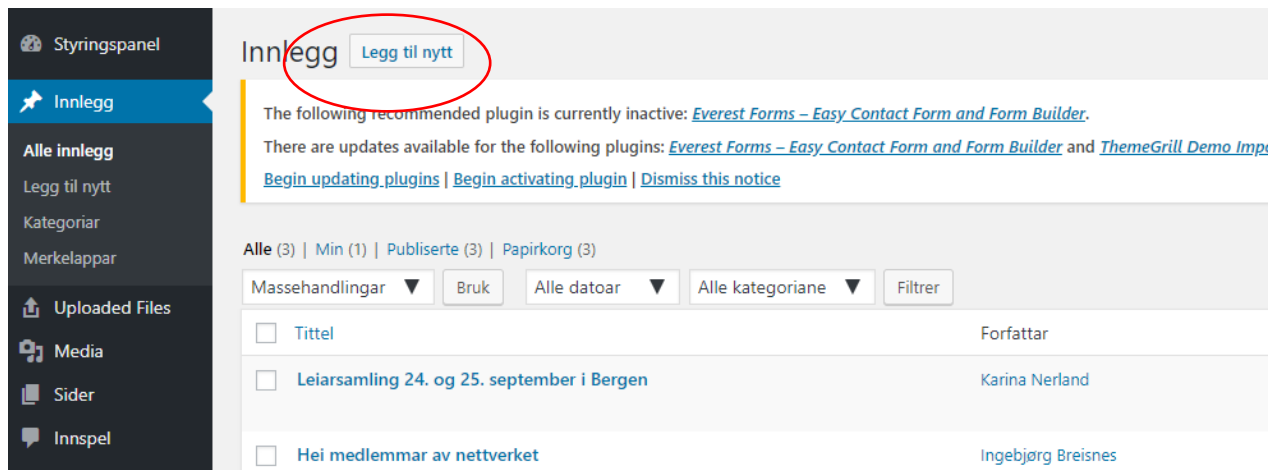 Styringspanel
Innlegg
Alle innlegg
Legg til nytt
Kategoriar
Merkelappar
Uploaded Files
Media
Sider
Innspel
Innlegg Legg til nytt
The following recommended plugin is currently inactive: Everest Forms – Easy Contact Form and Form Builder.
There are updates available for the following plugins: Everest Forms – Easy Contact Form and Form Builder and ThemeGrill Demo Impo
Begin updating plugins | Begin activating plugin | Dismiss this notice
Alle (3) | Min (1) | Publiserte (3) | Papirkorg (3)
Massehandlingar ▼ Bruk Alle datoar ▼ Alle kategoriane ▼ Filtrer
Tittel Forfattar
Leiarsamling 24. og 25. september i Bergen Karina Nerland
Hei medlemmar av nettverket Ingebjørg Breisnes